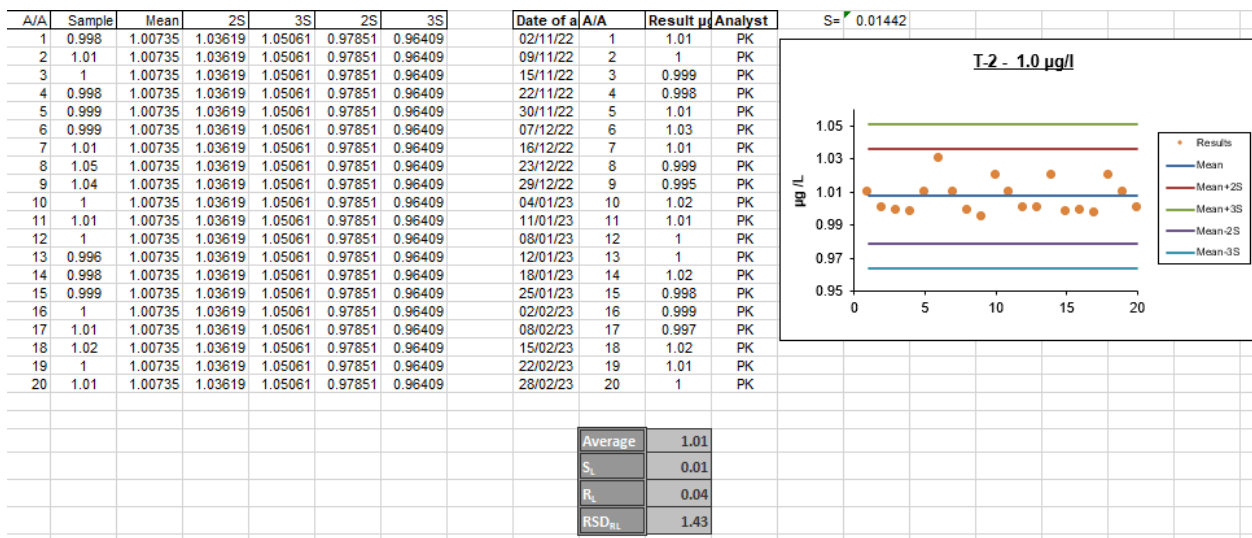 A/A Sample Mean 2S 3S 2S 3S Date of a A/A Result µg Analyst S= 0.01442
1 0.998 1.00735 1.03619 1.05061 0.97851 0.96409 02/11/22 1 1.01 PK
2 1.01 1.00735 1.03619 1.05061 0.97851 0.96409 09/11/22 2 1 PK
3 1 1.00735 1.03619 1.05061 0.97851 0.96409 15/11/22 3 0.999 PK
4 0.998 1.00735 1.03619 1.05061 0.97851 0.96409 22/11/22 4 0.998 PK
5 0.999 1.00735 1.03619 1.05061 0.97851 0.96409 30/11/22 5 1.01 PK
6 0.999 1.00735 1.03619 1.05061 0.97851 0.96409 07/12/22 6 1.03 PK
7 1.01 1.00735 1.03619 1.05061 0.97851 0.96409 16/12/22 7 1.01 PK
8 1.05 1.00735 1.03619 1.05061 0.97851 0.96409 23/12/22 8 0.999 PK
9 1.04 1.00735 1.03619 1.05061 0.97851 0.96409 29/12/22 9 0.995 PK
10 1 1.00735 1.03619 1.05061 0.97851 0.96409 04/01/23 10 1.02 PK
11 1.01 1.00735 1.03619 1.05061 0.97851 0.96409 11/01/23 11 1.01 PK
12 1 1.00735 1.03619 1.05061 0.97851 0.96409 08/01/23 12 1 PK
13 0.996 1.00735 1.03619 1.05061 0.97851 0.96409 12/01/23 13 1 PK
14 0.998 1.00735 1.03619 1.05061 0.97851 0.96409 18/01/23 14 1.02 PK
15 0.999 1.00735 1.03619 1.05061 0.97851 0.96409 25/01/23 15 0.998 PK
16 1 1.00735 1.03619 1.05061 0.97851 0.96409 02/02/23 16 0.999 PK
17 1.01 1.00735 1.03619 1.05061 0.97851 0.96409 08/02/23 17 0.997 PK
18 1.02 1.00735 1.03619 1.05061 0.97851 0.96409 15/02/23 18 1.02 PK
19 1 1.00735 1.03619 1.05061 0.97851 0.96409 22/02/23 19 1.01 PK
20 1.01 1.00735 1.03619 1.05061 0.97851 0.96409 28/02/23 20 1 PK
T-2 - 1.0 µg/l
µg /L
1.05
1.03
1.01
0.99
0.97
0.95
0 5 10 15 20
Results
Mean
Mean+2S
Mean+3S
Mean-2S
Mean-3S
Average 1.01
SL 0.01
RL 0.04
RSDRL 1.43